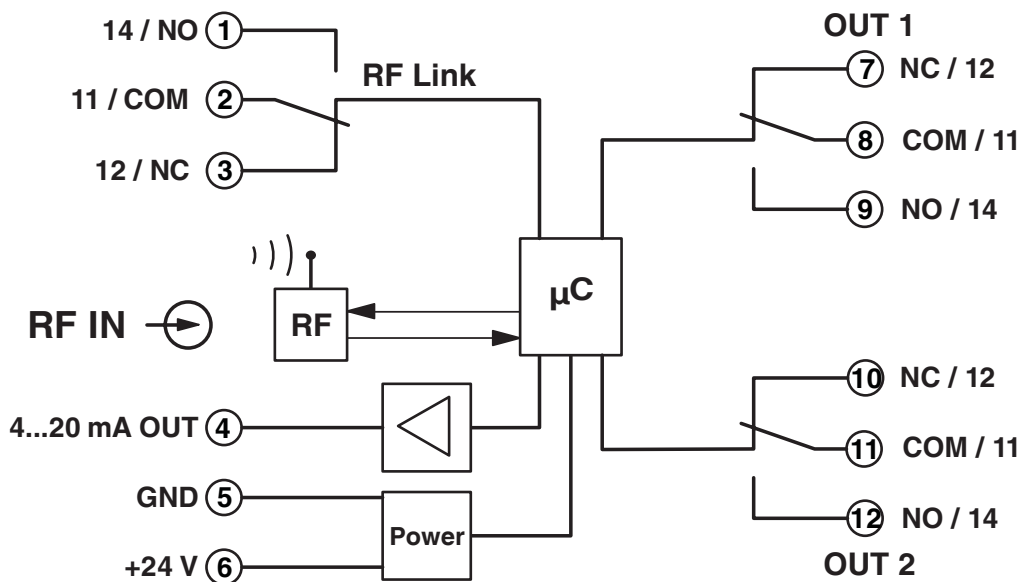 OUT 1
14 / NO 1
RF Link
7 NC / 12
11 / COM 2
8 COM / 11
12 / NC 3
9 NO / 14
µC
RF IN
RF
10 NC / 12
4...20 mA OUT 4
11 COM / 11
GND 5
Power
12 NO / 14
+24 V 6
OUT 2